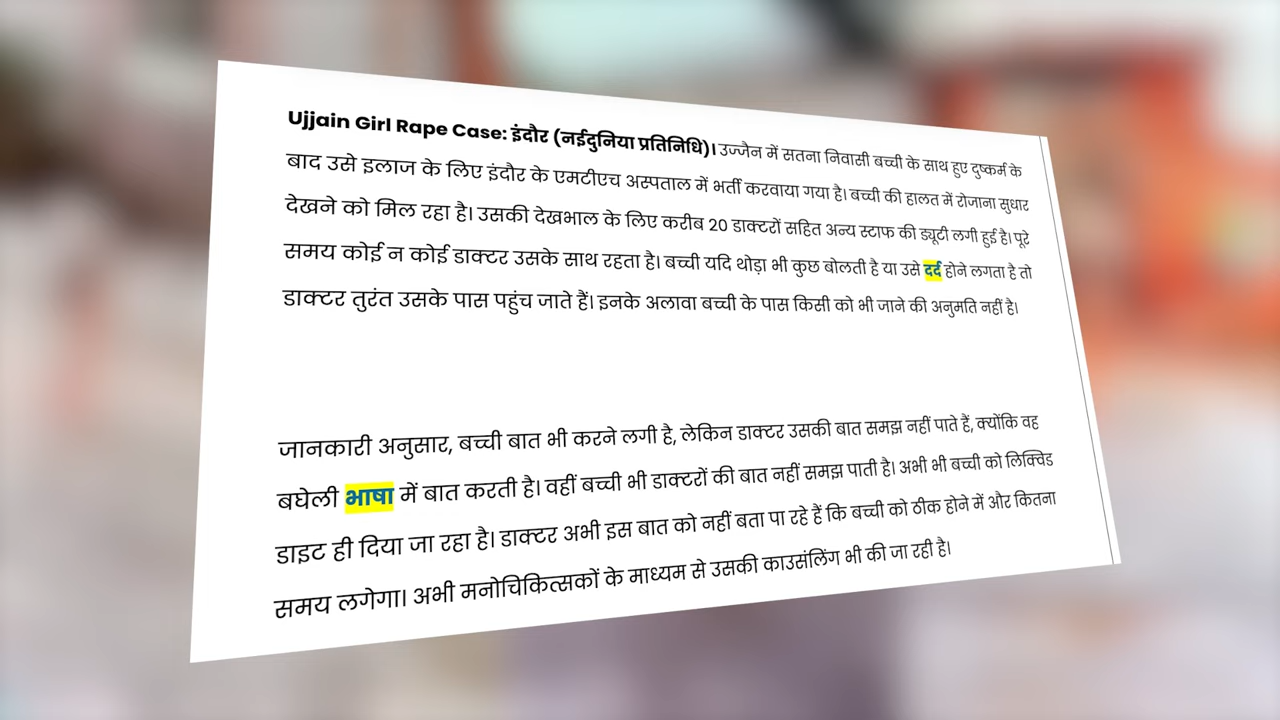 Ujjain Girl Rape Case: इंदौर (नईदुनिया प्रतिनिधि)। उज्जैन में सतना निवासी बच्ची के साथ हुए दुष्कर्म के
बाद उसे इलाज के लिए इंदौर के एमटीएच अस्पताल में भर्ती करवाया गया है। बच्ची की हालत में रोजाना सुधार
देखने को मिल रहा है। उसकी देखभाल के लिए करीब 20 डाक्टरों सहित अन्य स्टाफ की ड्यूटी लगी हुई है। पूरे
समय कोई न कोई डाक्टर उसके साथ रहता है। बच्ची यदि थोड़ा भी कुछ बोलती है या उसे दर्द होने लगता है तो
डाक्टर तुरंत उसके पास पहुंच जाते हैं। इनके अलावा बच्ची के पास किसी को भी जाने की अनुमति नहीं है।
जानकारी अनुसार, बच्ची बात भी करने लगी है, लेकिन डाक्टर उसकी बात समझ नहीं पाते हैं, क्योंकि वह
बघेली भाषा में बात करती है। वहीं बच्ची भी डाक्टरों की बात नहीं समझ पाती है। अभी भी बच्ची को लिक्विड
डाइट ही दिया जा रहा है। डाक्टर अभी इस बात को नहीं बता पा रहे हैं कि बच्ची को ठीक होने में और कितना
समय लगेगा। अभी मनोचिकित्सकों के माध्यम से उसकी काउसंलिंग भी की जा रही है।